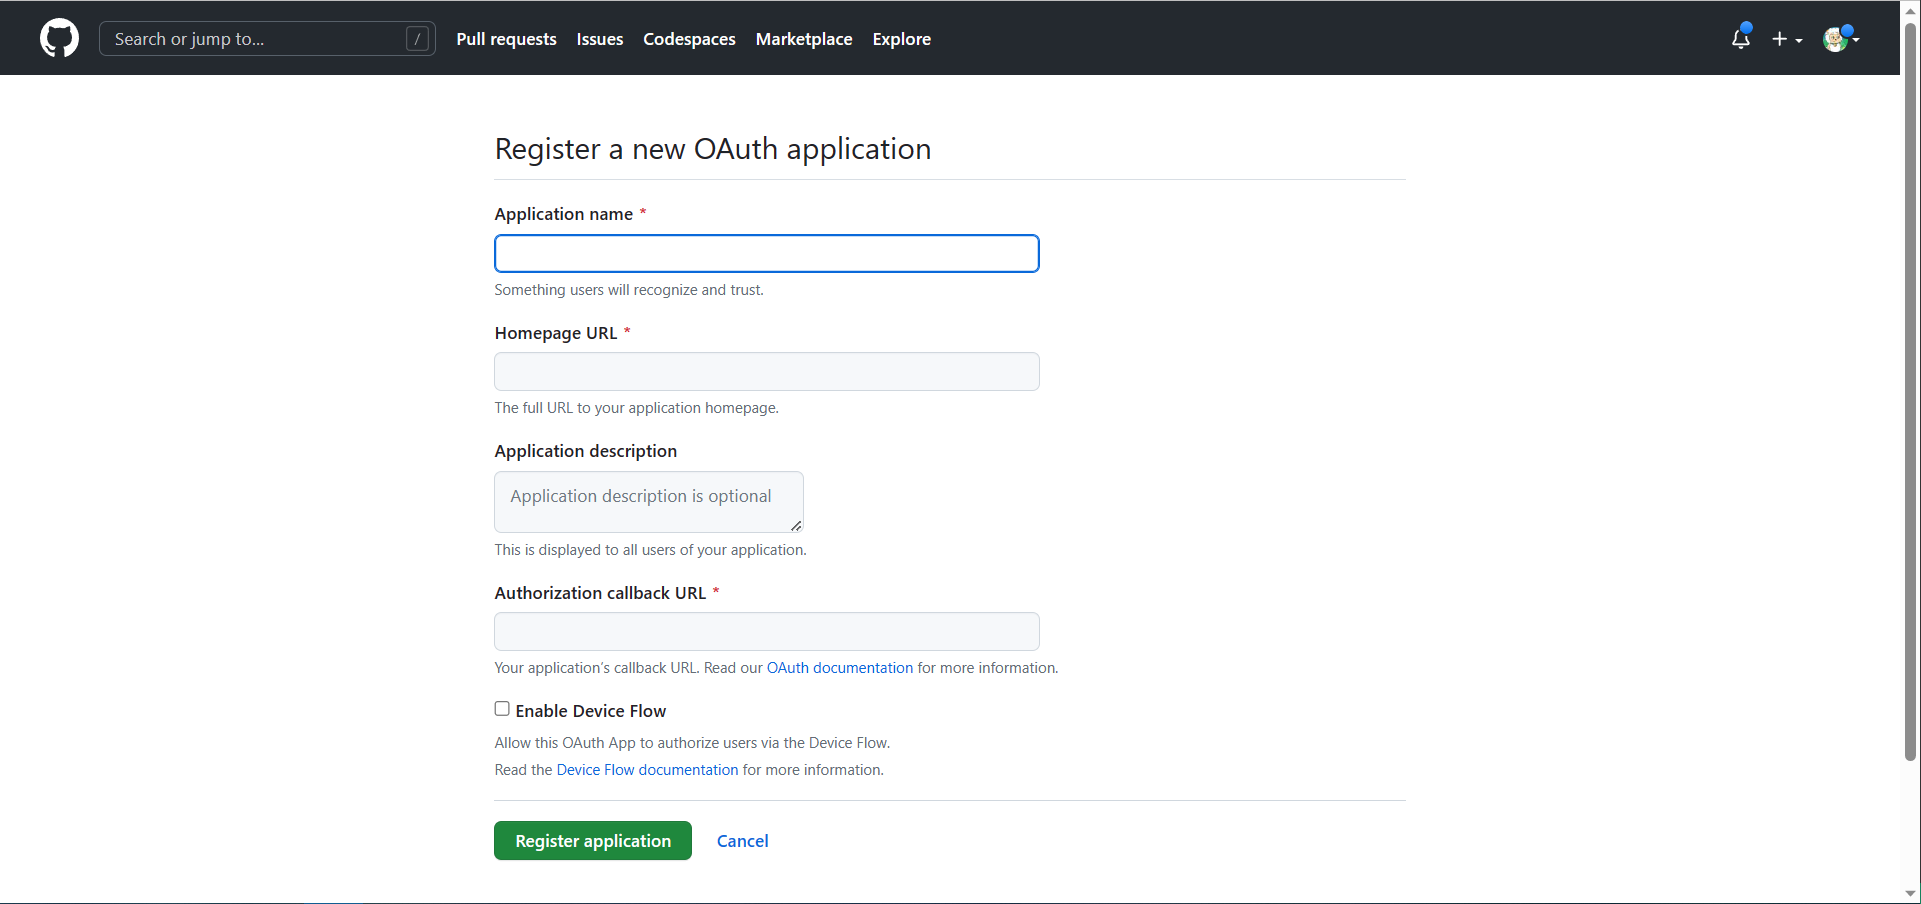 Search or jump to... /
Pull requests Issues Codespaces Marketplace Explore
Register a new OAuth application
Application name *
Something users will recognize and trust.
Homepage URL *
The full URL to your application homepage.
Application description
Application description is optional
This is displayed to all users of your application.
Authorization callback URL *
Your application’s callback URL. Read our OAuth documentation for more information.
Enable Device Flow
Allow this OAuth App to authorize users via the Device Flow.
Read the Device Flow documentation for more information.
Register application Cancel